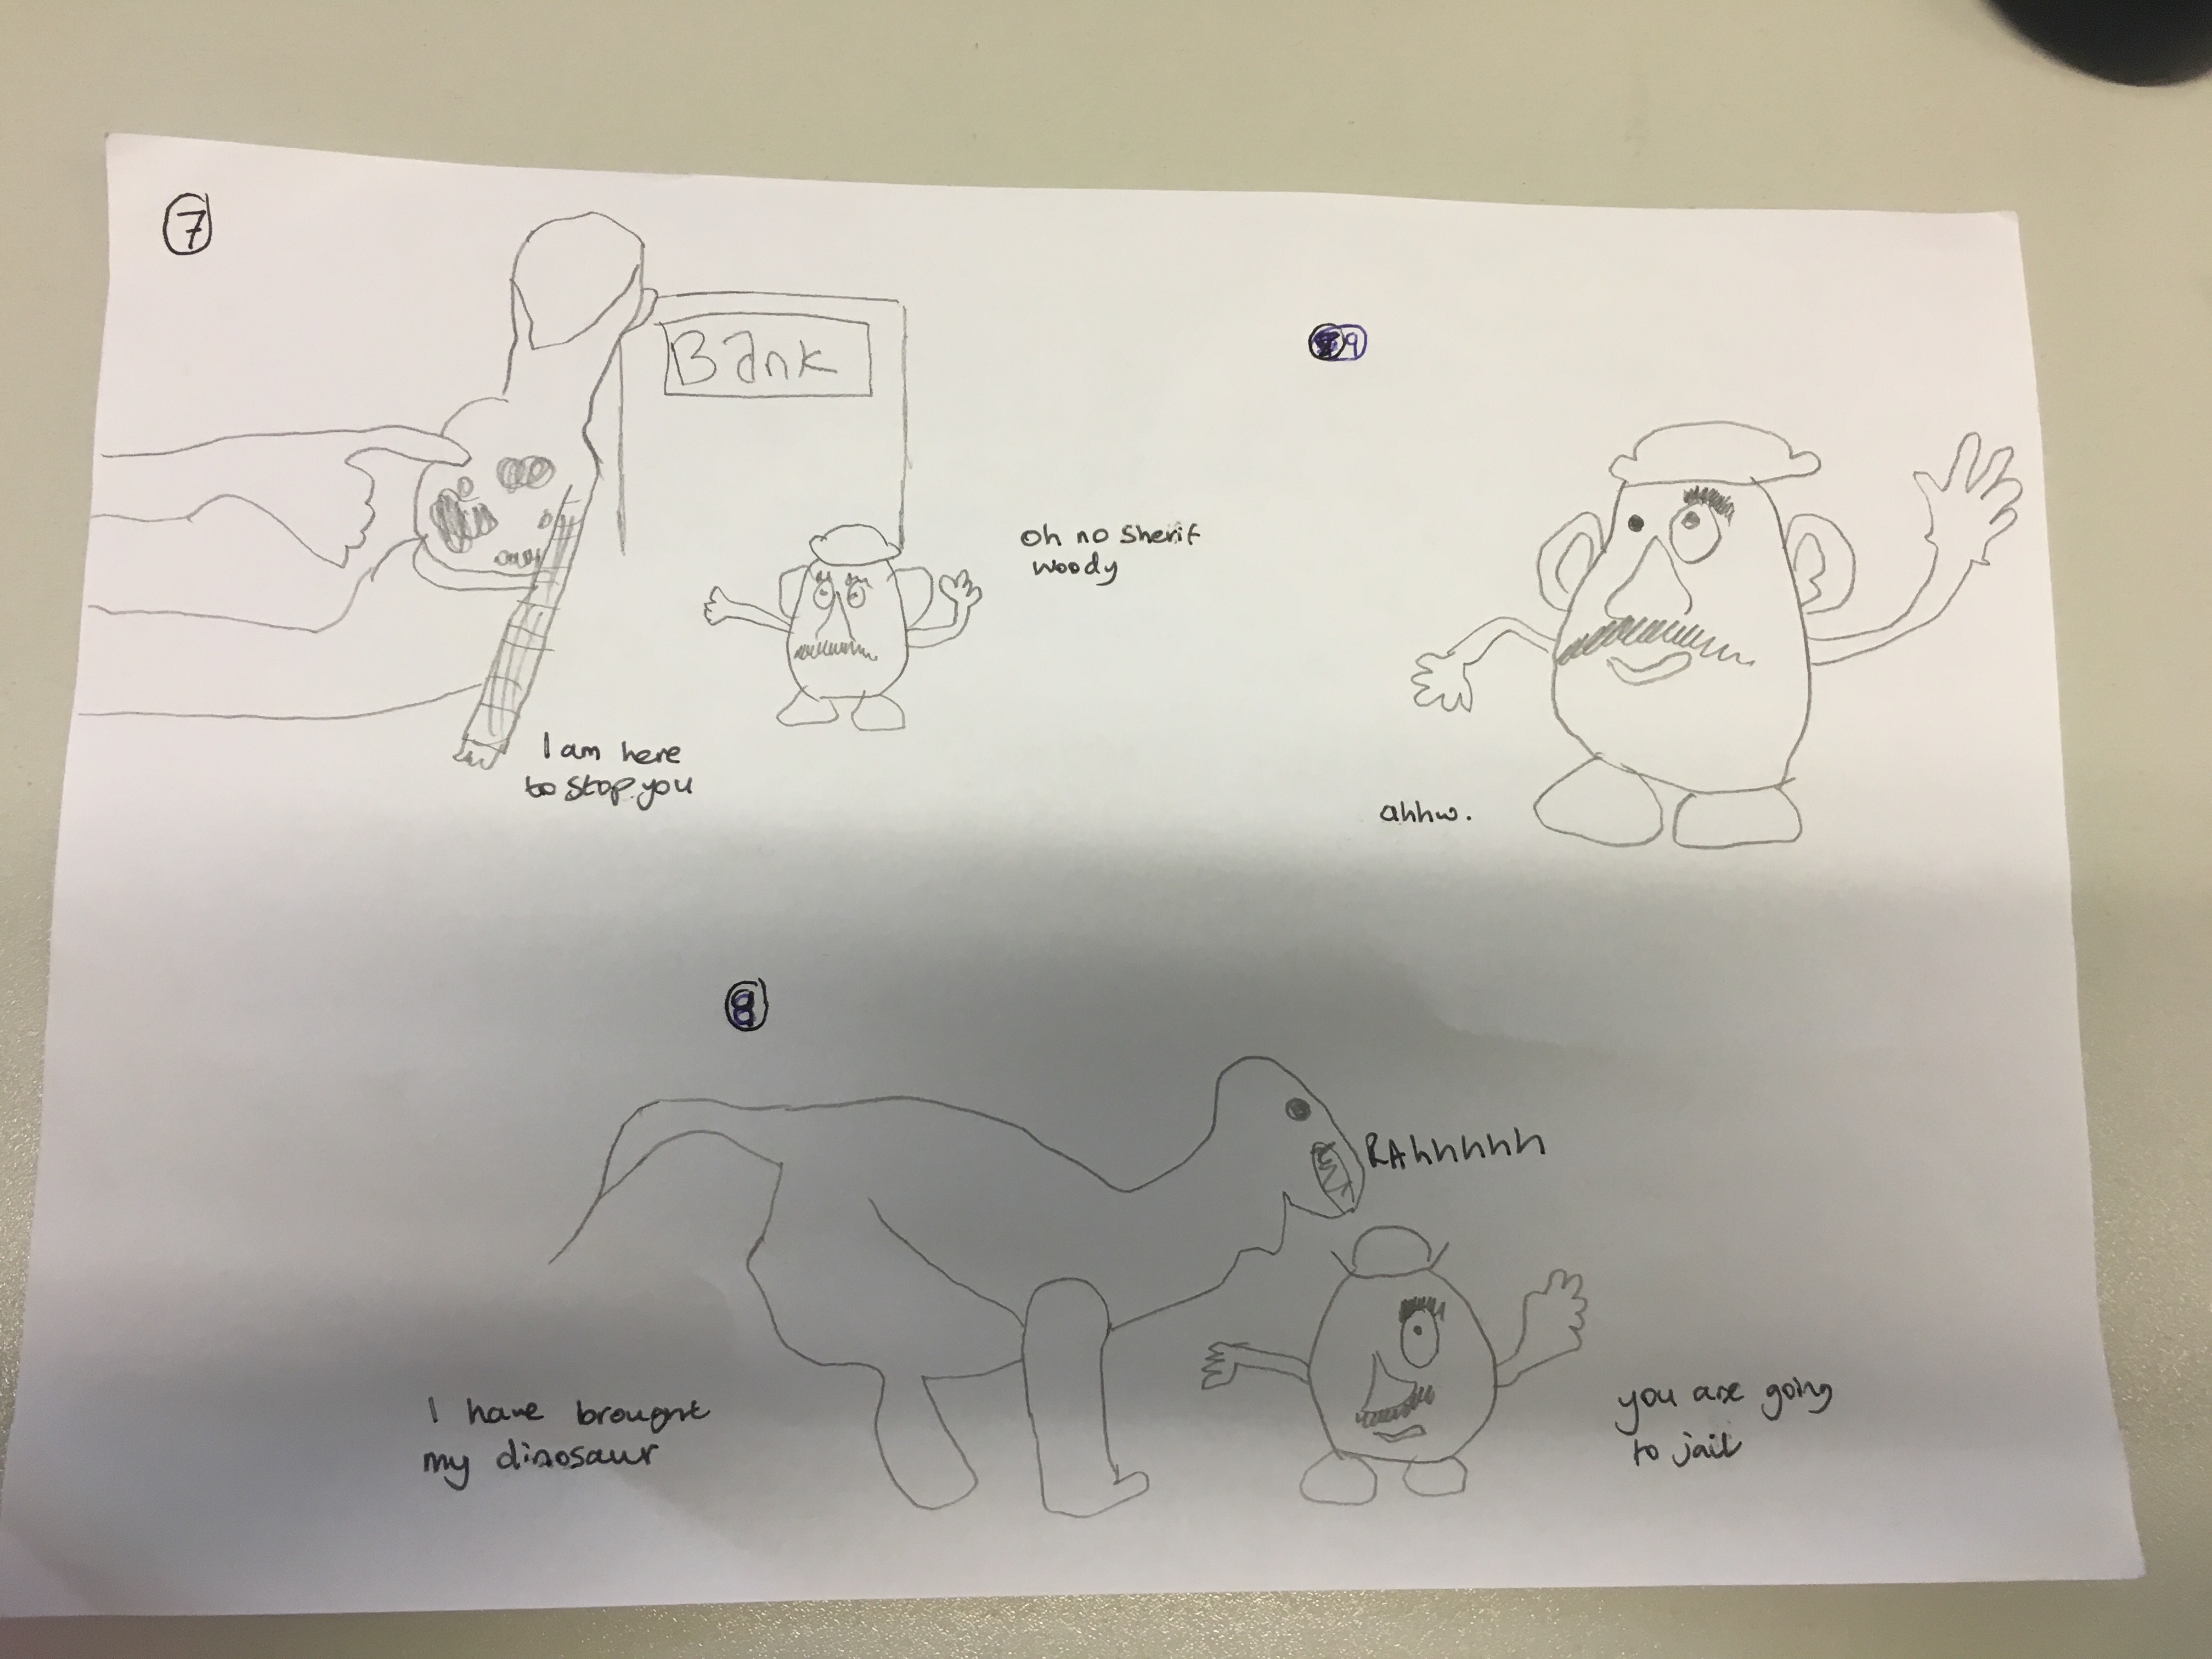 7
Bank
oh no Sherif
woody
I am here
to stop you
9
ahhw.
8
RAhhhhh
I have brought
my dinosaur
you are going
to jail